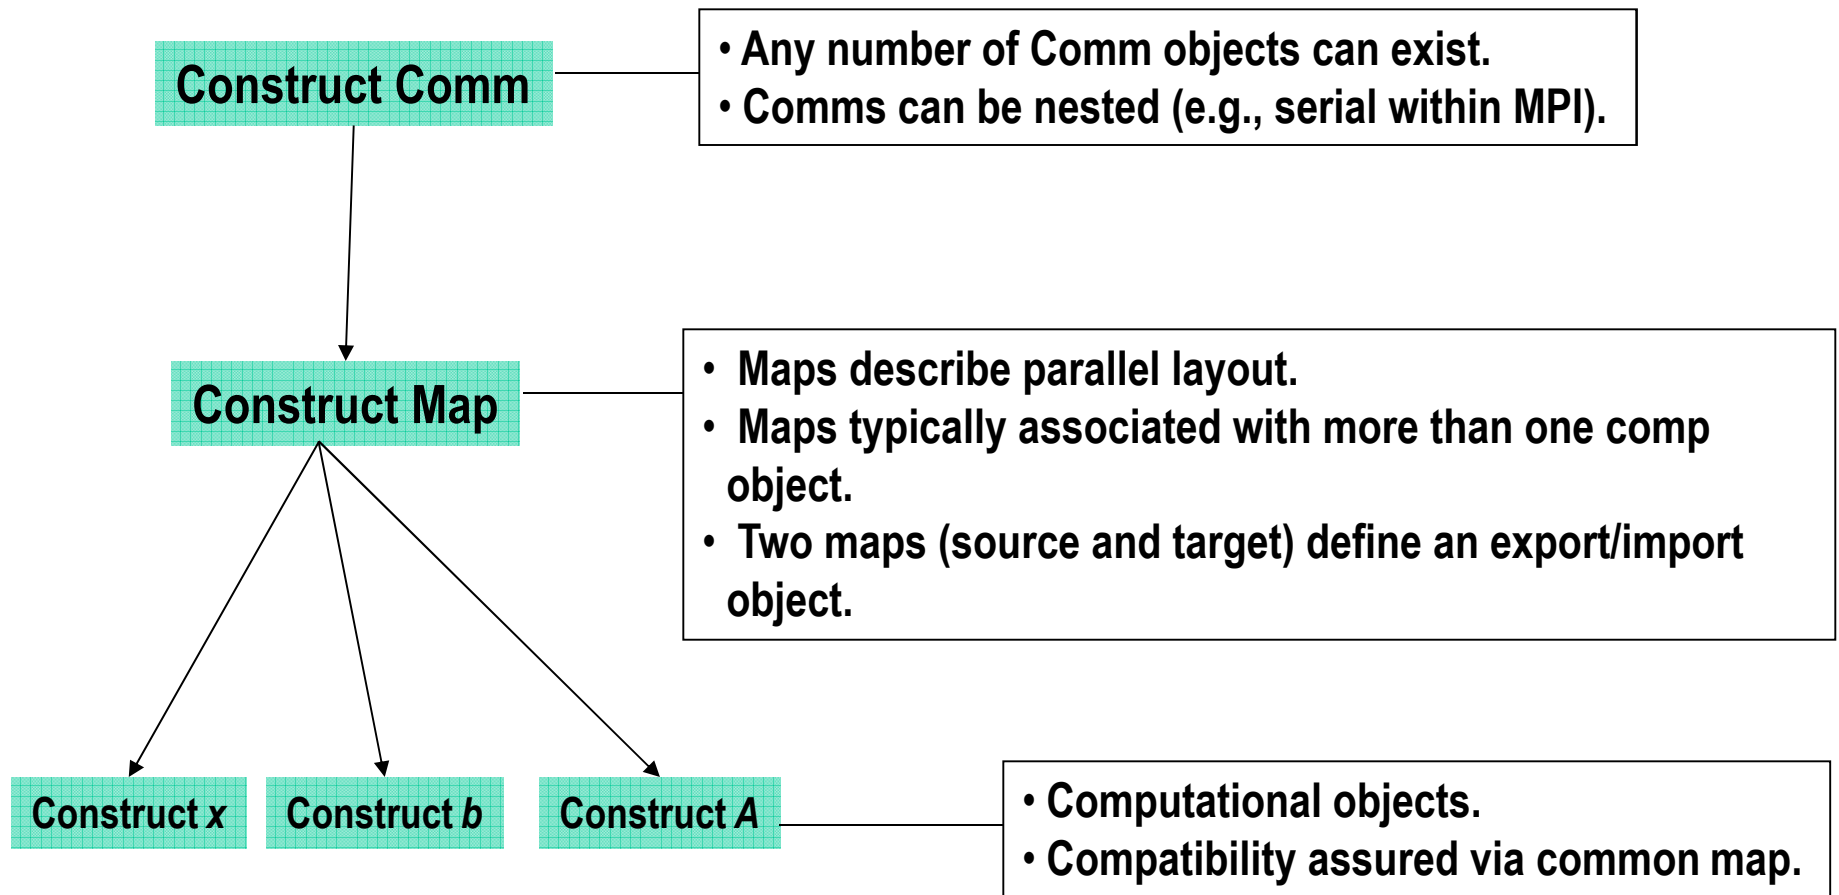 Construct Comm
• Any number of Comm objects can exist.
• Comms can be nested (e.g., serial within MPI).
Construct Map
• Maps describe parallel layout.
• Maps typically associated with more than one comp
object.
• Two maps (source and target) define an export/import
object.
Construct x
Construct b
Construct A
• Computational objects.
• Compatibility assured via common map.